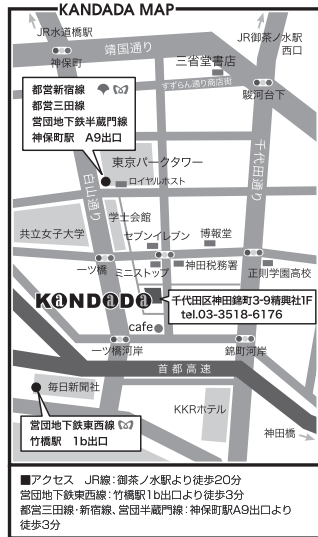 KANDADA MAP
JR水道橋駅
JR御茶ノ水駅
西口
靖国通り
神保町
三省堂書店
すずらん通り商店街
駿河台下
都営新宿線
都営三田線
営団地下鉄半蔵門線
神保町駅 A9出口
東京パークタワー
ロイヤルホスト
白山通り
千代田通り
学士会館
共立女子大学
セブンイレブン
博報堂
一ツ橋
ミニストップ
神田税務署
正則学園高校
KANDADA
千代田区神田錦町3-9精興社1F
tel.03-3518-6176
cafe
一ツ橋河岸
錦町河岸
首都高速
毎日新聞社
営団地下鉄東西線
竹橋駅 1b出口
KKRホテル
神田橋
■アクセス JR線:御茶ノ水駅より徒歩20分
営団地下鉄東西線:竹橋駅1b出口より徒歩3分
都営三田線・新宿線、営団半蔵門線:神保町駅A9出口より
徒歩3分